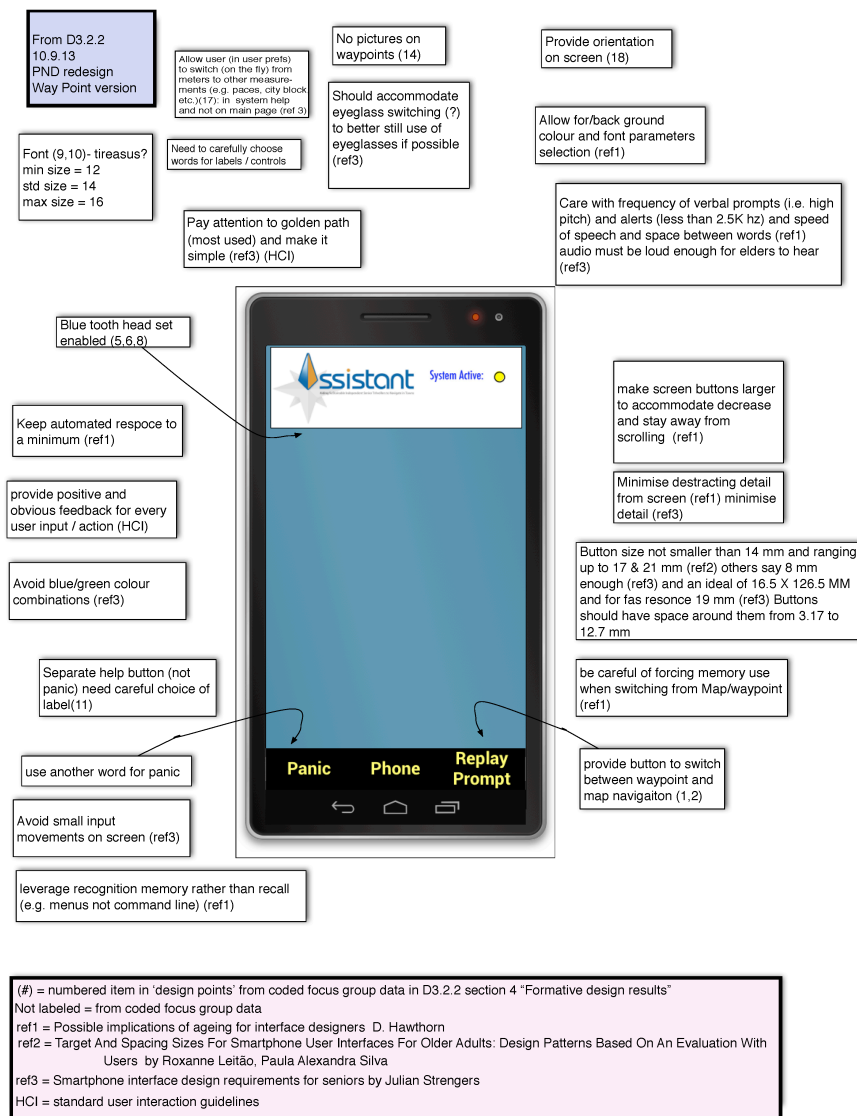 From D3.2.2
10.9.13
PND redesign
Way Point version
Allow user (in user prefs)
to switch (on the fly) from
meters to other measure-
ments (e.g. paces, city block
etc.)(17): in system help
and not on main page (ref 3)
No pictures on
waypoints (14)
Provide orientation
on screen (18)
Should accommodate
eyeglass switching (?)
to better still use of
eyeglasses if possible
(ref3)
Allow for/back ground
colour and font parameters
selection (ref1)
Font (9,10)- tireasus?
min size = 12
std size = 14
max size = 16
Need to carefully choose
words for labels / controls
Care with frequency of verbal prompts (i.e. high
pitch) and alerts (less than 2.5K hz) and speed
of speech and space between words (ref1)
audio must be loud enough for elders to hear
(ref3)
Pay attention to golden path
(most used) and make it
simple (ref3) (HCI)
Blue tooth head set
enabled (5,6,8)
Assistant
System Active:
make screen buttons larger
to accommodate decrease
and stay away from
scrolling (ref1)
Keep automated respoce to
a minimum (ref1)
Minimise destracting detail
from screen (ref1) minimise
detail (ref3)
provide positive and
obvious feedback for every
user input / action (HCI)
Button size not smaller than 14 mm and ranging
up to 17 & 21 mm (ref2) others say 8 mm
enough (ref3) and an ideal of 16.5 X 126.5 MM
and for fas resonce 19 mm (ref3) Buttons
should have space around them from 3.17 to
12.7 mm
Avoid blue/green colour
combinations (ref3)
Separate help button (not
panic) need careful choice of
label(11)
be careful of forcing memory use
when switching from Map/waypoint
(ref1)
use another word for panic
Panic
Phone
Replay
Prompt
provide button to switch
between waypoint and
map navigaiton (1,2)
Avoid small input
movements on screen (ref3)
leverage recognition memory rather than recall
(e.g. menus not command line) (ref1)
(#) = numbered item in ‘design points’ from coded focus group data in D3.2.2 section 4 “Formative design results”
Not labeled = from coded focus group data
ref1 = Possible implications of ageing for interface designers D. Hawthorn
ref2 = Target And Spacing Sizes For Smartphone User Interfaces For Older Adults: Design Patterns Based On An Evaluation With
Users by Roxanne Leitão, Paula Alexandra Silva
ref3 = Smartphone interface design requirements for seniors by Julian Strengers
HCI = standard user interaction guidelines